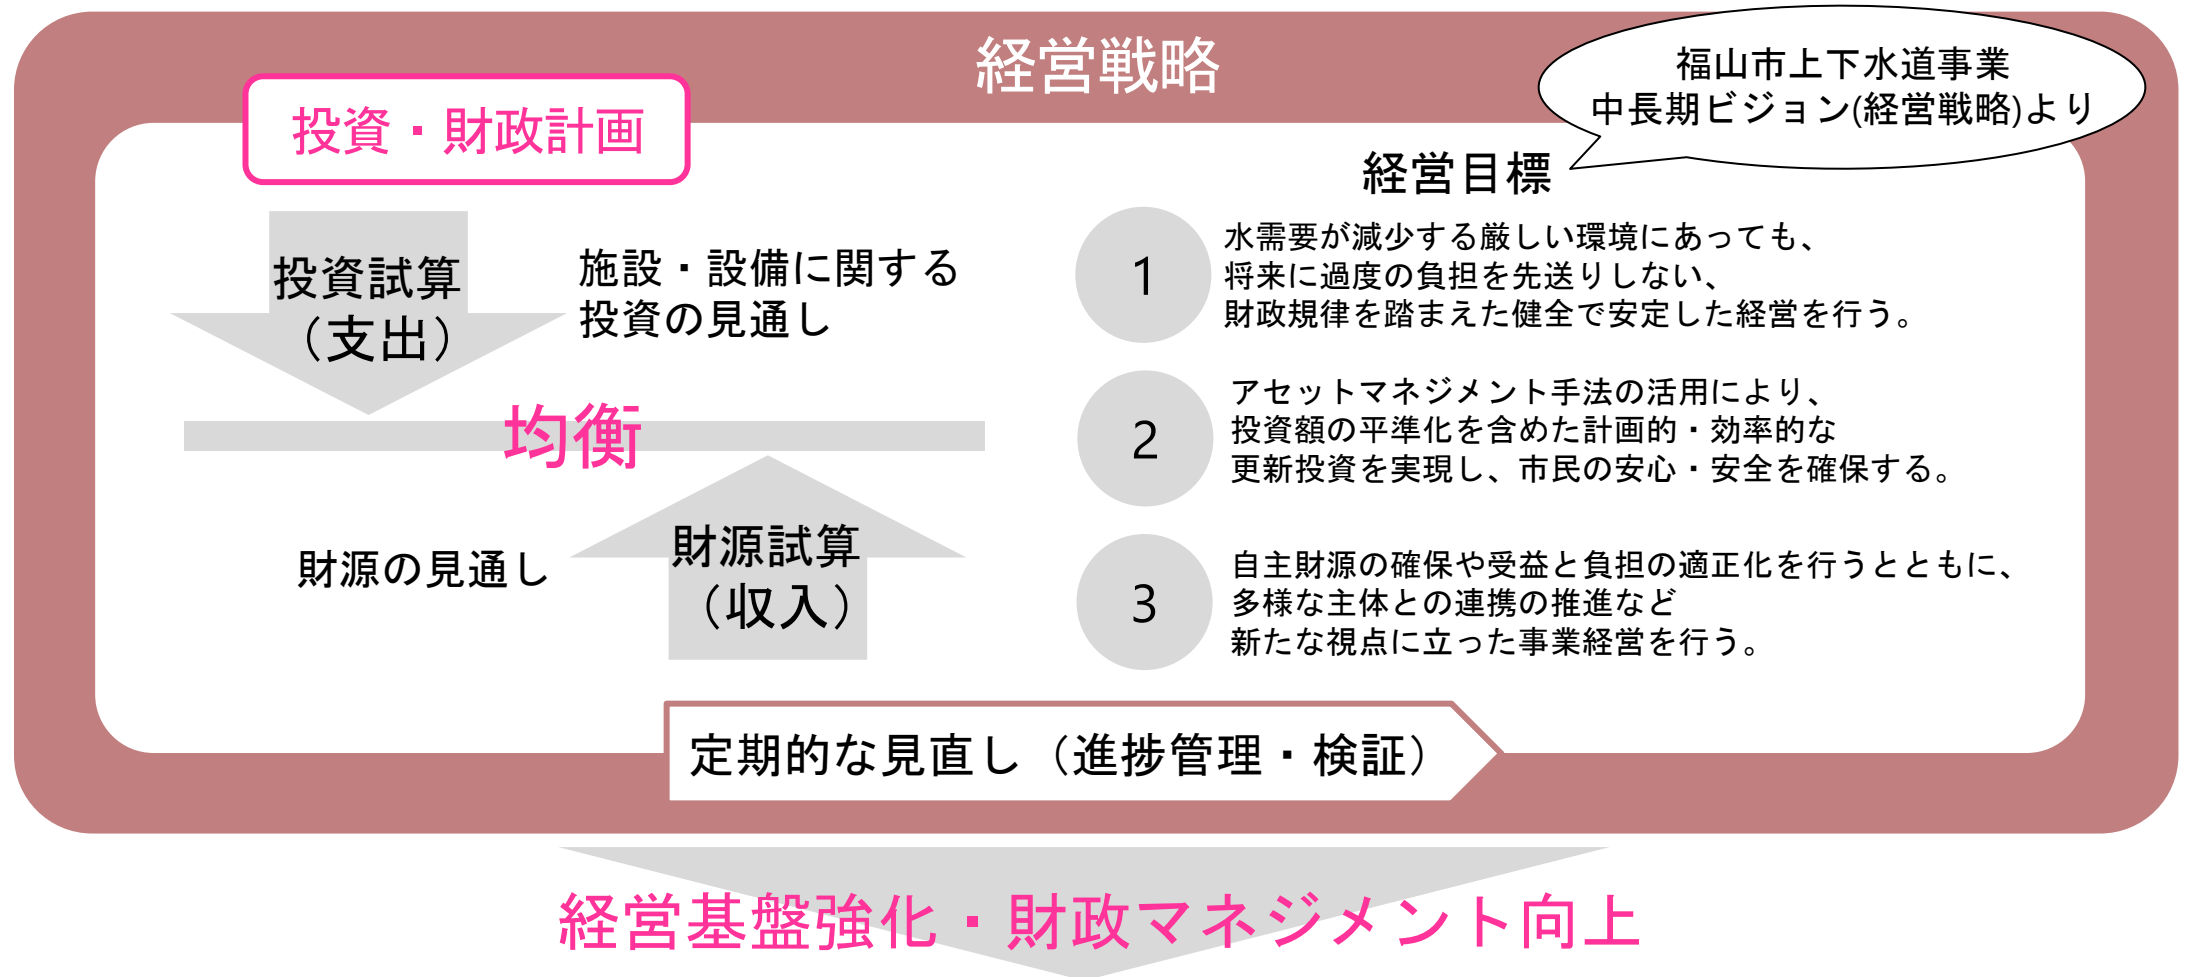 経営戦略
福山市上下水道事業
中長期ビジョン(経営戦略)より
投資・財政計画
投資試算
（支出）
施設・設備に関する
投資の見通し
均衡
財源の見通し
財源試算
（収入）
経営目標
1
水需要が減少する厳しい環境にあっても、
将来に過度の負担を先送りしない、
財政規律を踏まえた健全で安定した経営を行う。
2
アセットマネジメント手法の活用により、
投資額の平準化を含めた計画的・効率的な
更新投資を実現し、市民の安心・安全を確保する。
3
自主財源の確保や受益と負担の適正化を行うとともに、
多様な主体との連携の推進など
新たな視点に立った事業経営を行う。
定期的な見直し（進捗管理・検証）
経営基盤強化・財政マネジメント向上